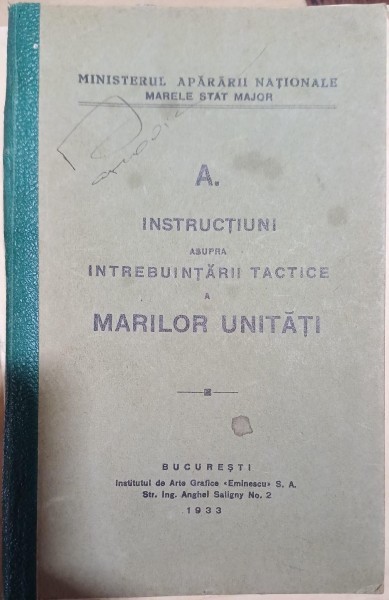 MINISTERUL APĂRĂRII NAȚIONALE
MARELE STAT MAJOR
A.
INSTRUCȚIUNI
ASUPRA
INTREBUINȚĂRII TACTICE
A
MARILOR UNITĂȚI
BUCUREȘTI
Institutul de Arte Grafice «Eminescu» S. A.
Str. Ing. Anghel Saligny No. 2
1933